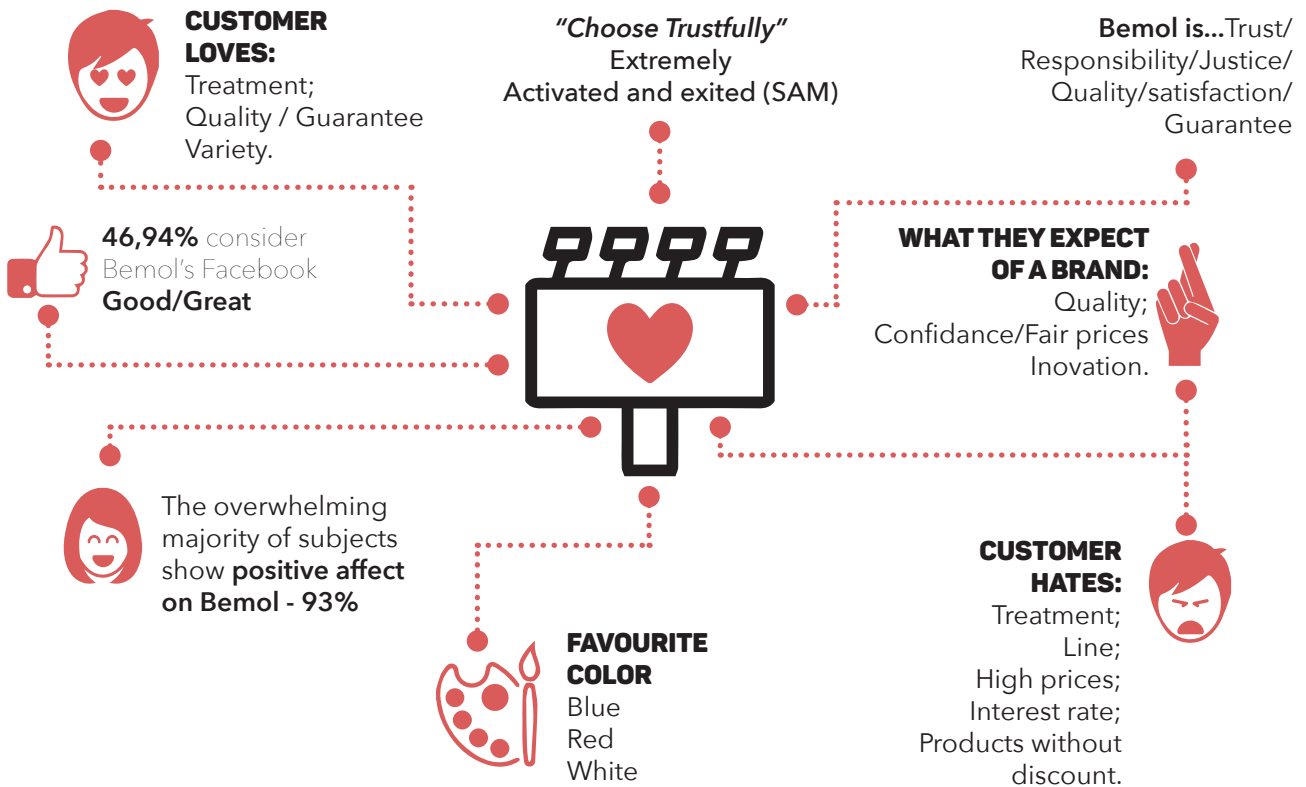 CUSTOMER
LOVES:
Treatment;
Quality / Guarantee
Variety.
"Choose Trustfully"
Extremely
Activated and exited (SAM)
Bemol is...Trust/
Responsibility/Justice/
Quality/satisfaction/
Guarantee
46,94% consider
Bemol's Facebook
Good/Great
WHAT THEY EXPECT
OF A BRAND:
Quality;
Confidance/Fair prices
Inovation.
The overwhelming
majority of subjects
show positive affect
on Bemol - 93%
FAVOURITE
COLOR
Blue
Red
White
CUSTOMER
HATES:
Treatment;
Line;
High prices;
Interest rate;
Products without
discount.